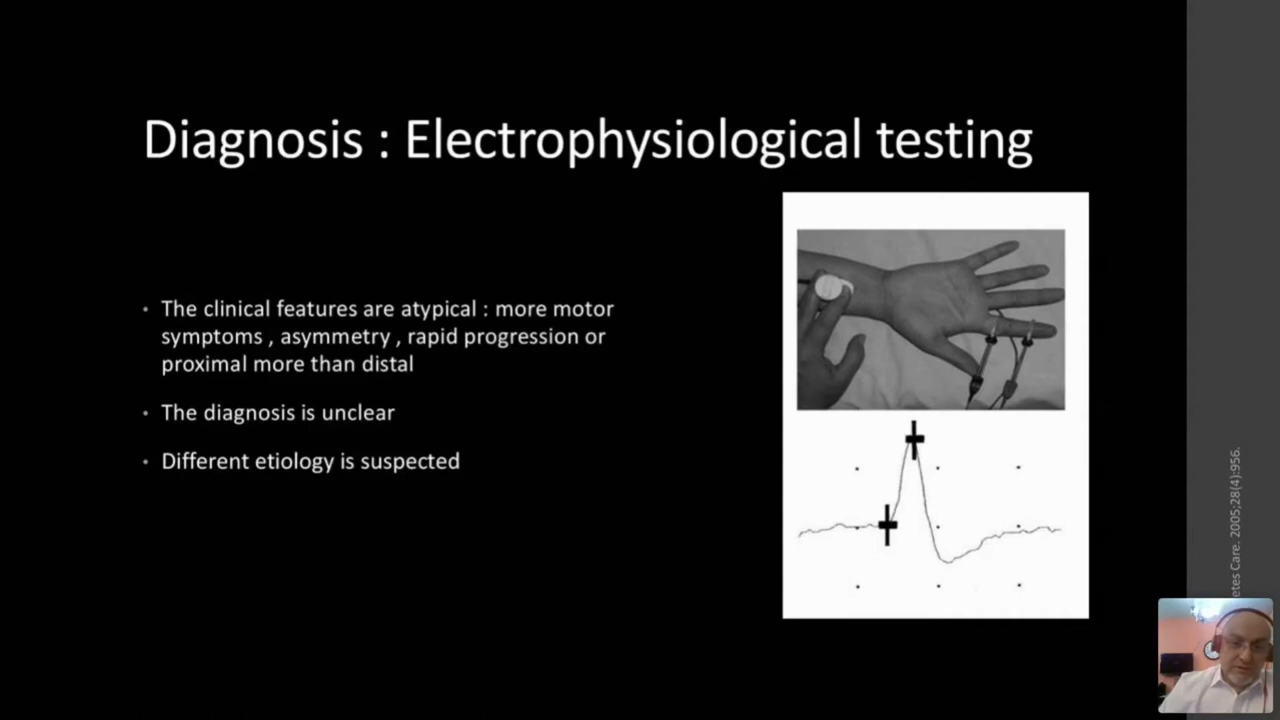 Diagnosis : Electrophysiological testing
• The clinical features are atypical : more motor
symptoms , asymmetry , rapid progression or
proximal more than distal
• The diagnosis is unclear
• Different etiology is suspected
Care. 2005;28(4):956.